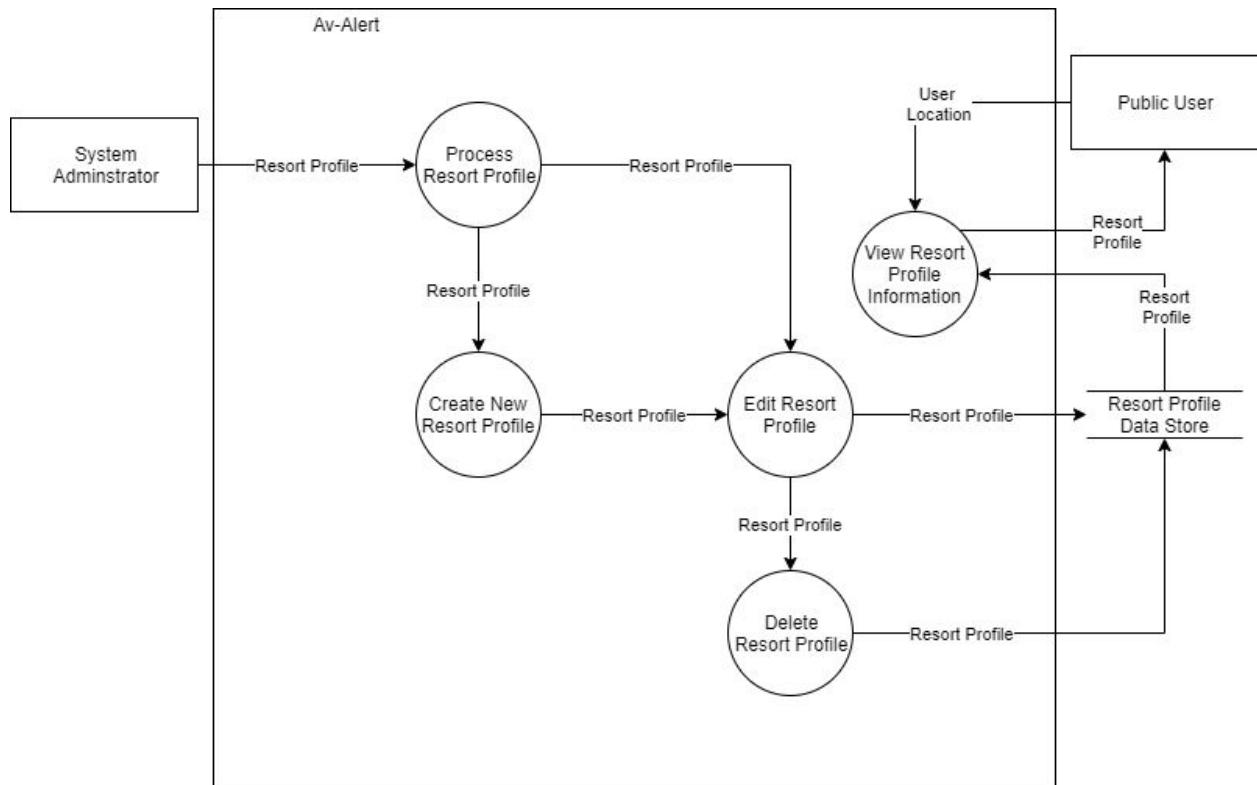 Av-Alert
System
Adminstrator
Resort Profile
Process
Resort Profile
Resort Profile
User
Location
Public User
Resort
Profile
View Resort
Profile
Information
Resort
Profile
Resort Profile
Create New
Resort Profile
Resort Profile
Edit Resort
Profile
Resort Profile
Resort Profile
Data Store
Resort Profile
Delete
Resort Profile
Resort Profile